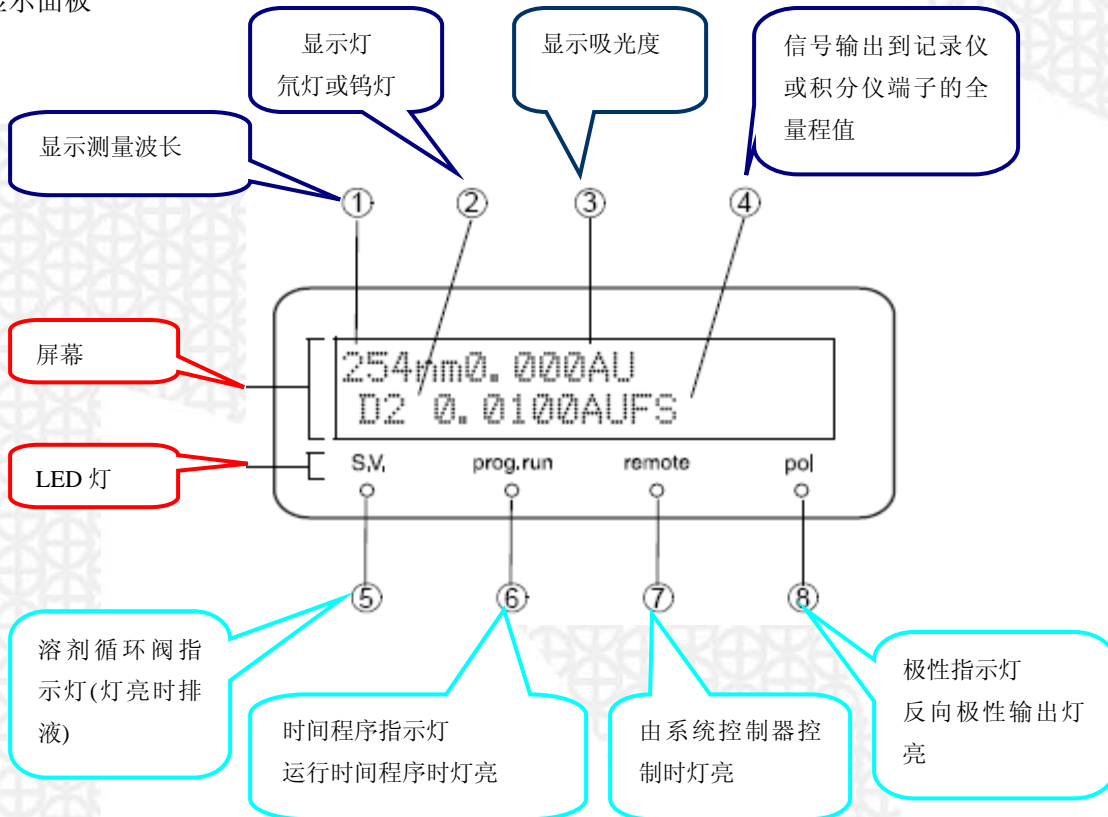 显示面板
显示灯
氘灯或钨灯
显示吸光度
信号输出到记录仪
或积分仪端子的全
量程值
显示测量波长
① ② ③ ④
屏幕
254nm0.000AU
D2 0.0100AUFS
LED 灯
S.V. prog.run remote pol
⑤ ⑥ ⑦ ⑧
溶剂循环阀指
示灯(灯亮时排
液)
时间程序指示灯
运行时间程序时灯亮
由系统控制器控
制时灯亮
极性指示灯
反向极性输出灯
亮